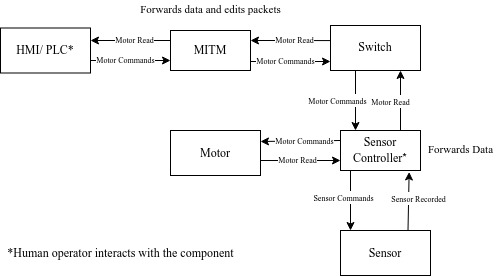 Forwards data and edits packets
HMI/ PLC*
Motor Read
Motor Commands
MITM
Motor Read
Motor Commands
Switch
Motor Commands
Motor Read
Motor
Motor Commands
Motor Read
Sensor
Controller*
Forwards Data
Sensor Commands
Sensor Recorded
*Human operator interacts with the component
Sensor